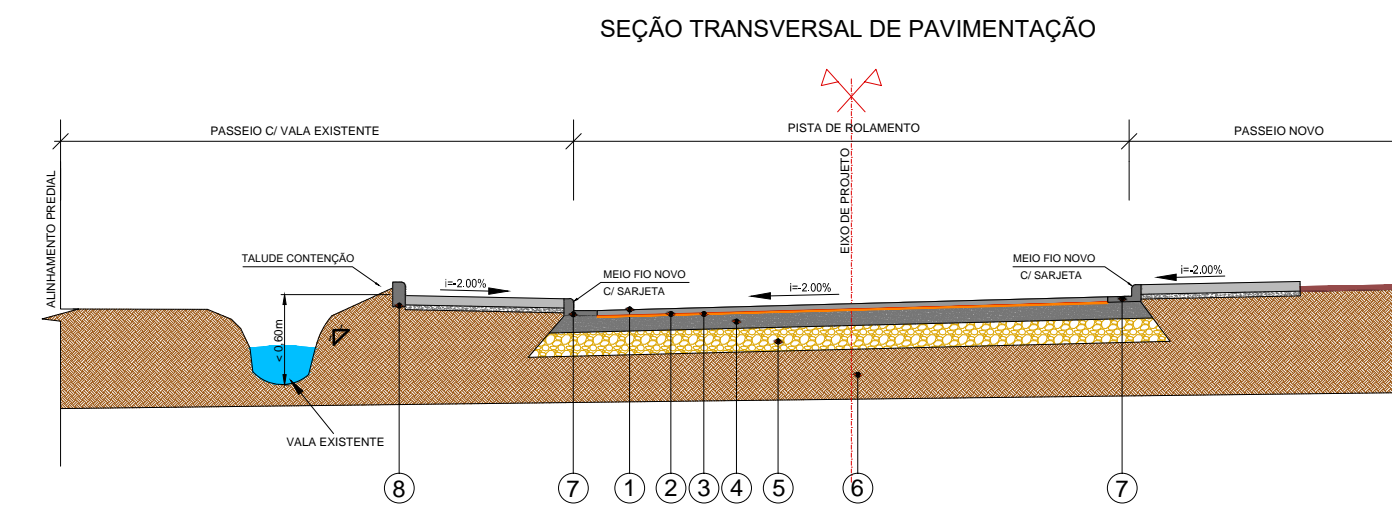 SEÇÃO TRANSVERSAL DE PAVIMENTAÇÃO
PASSEIO C/ VALA EXISTENTE
PISTA DE ROLAMENTO
PASSEIO NOVO
ALINHAMENTO PREDIAL
EIXO DE PROJETO
TALUDE CONTENÇÃO
i=-2.00%
MEIO FIO NOVO
C/ SARJETA
i=-2.00%
MEIO FIO NOVO
C/ SARJETA
i=-2.00%
< 0,60m
VALA EXISTENTE
8
7
1
2
3
4
5
6
7